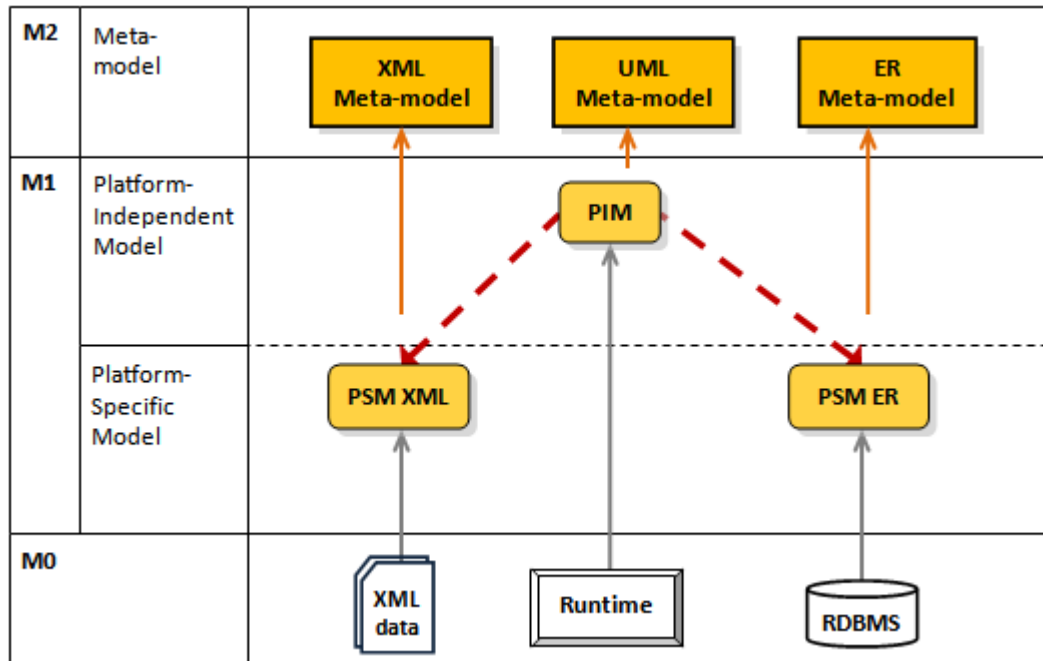 M2
Meta-
model
XML
Meta-model
UML
Meta-model
ER
Meta-model
M1
Platform-
Independent
Model
PIM
Platform-
Specific
Model
PSM XML
PSM ER
M0
XML
data
Runtime
RDBMS